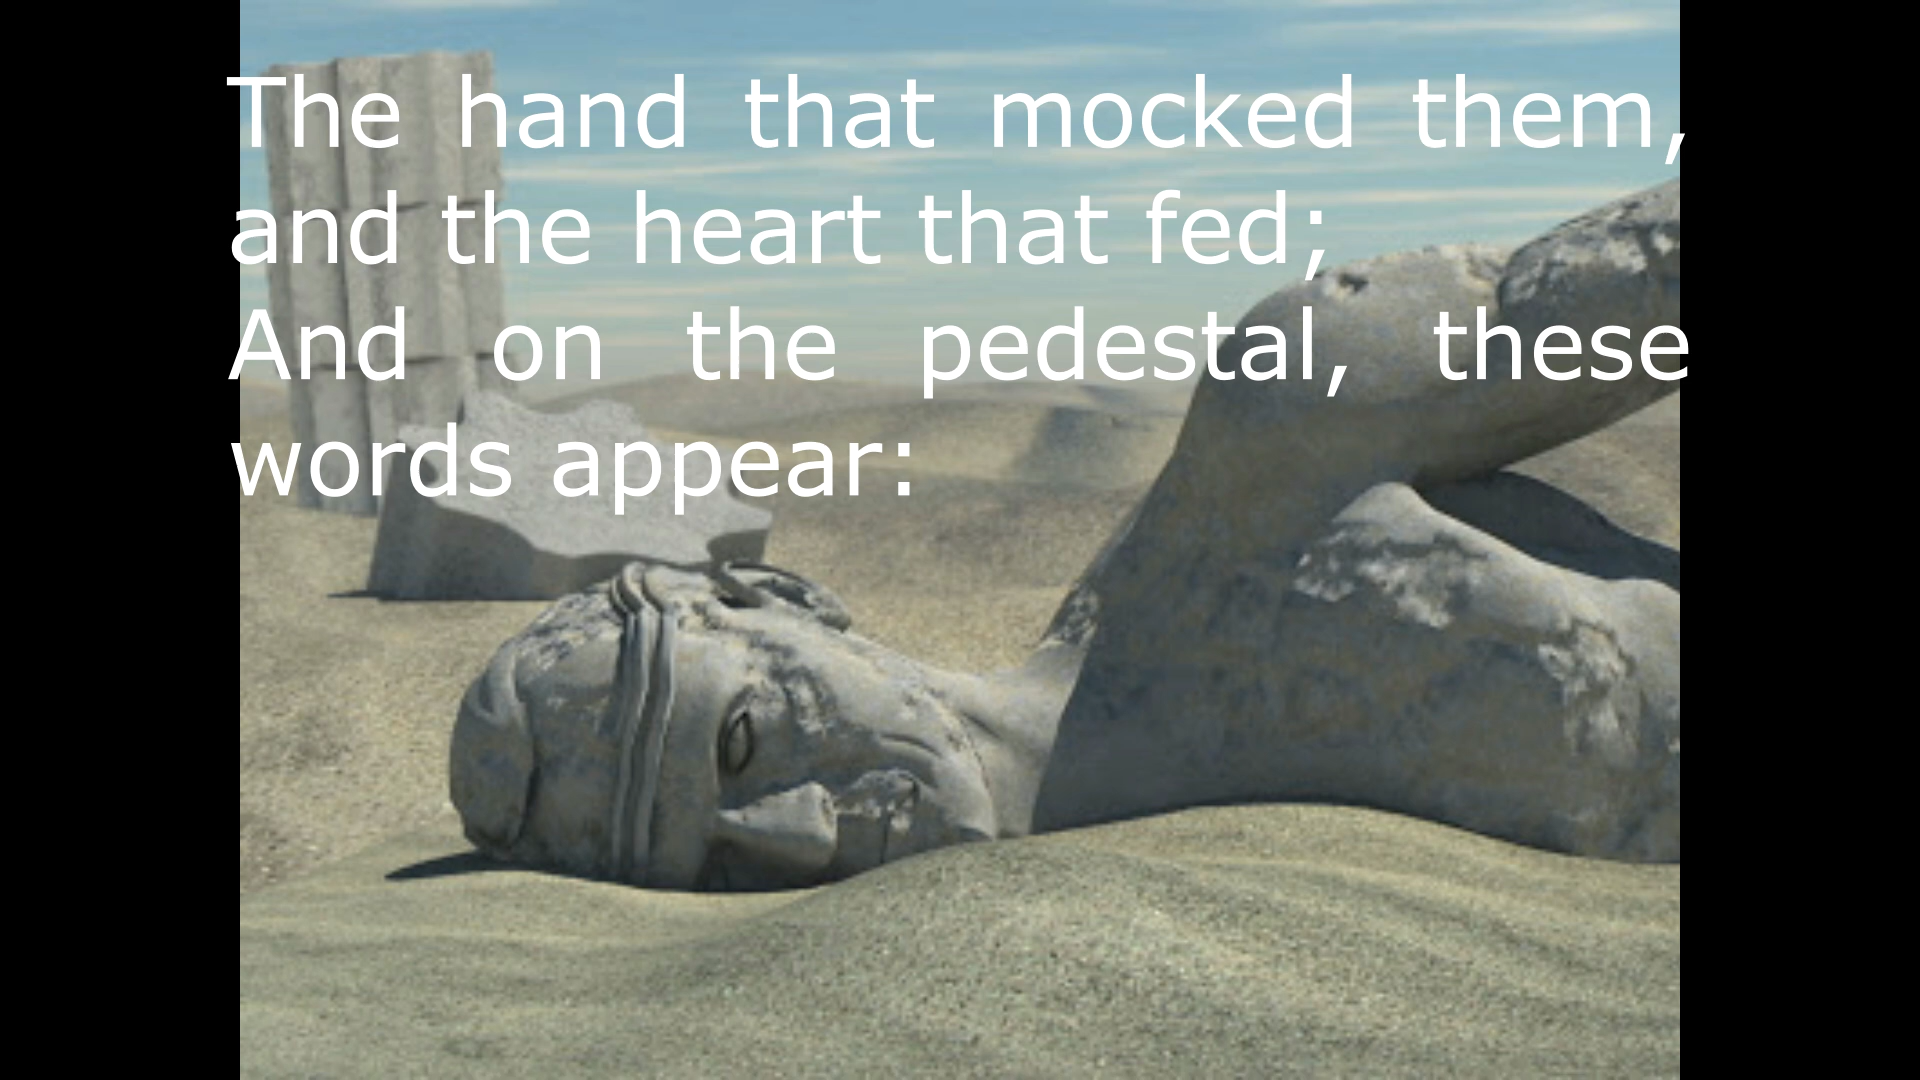 The hand that mocked them,
and the heart that fed;
And on the pedestal, these
words appear: